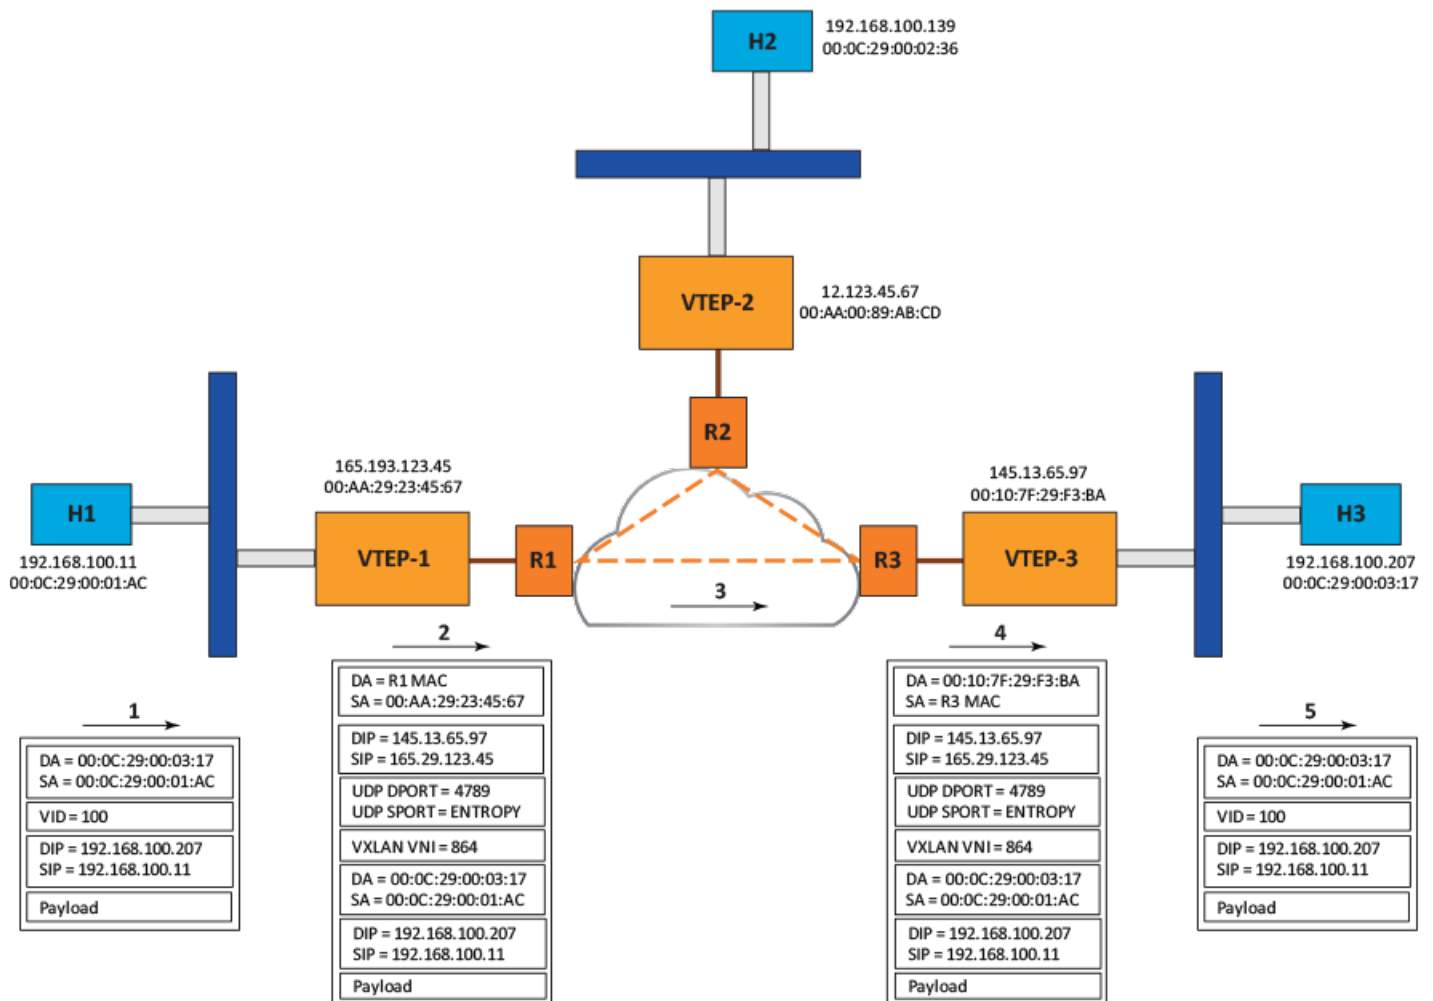 H2
192.168.100.139
00:0C:29:00:02:36
VTEP-2
12.123.45.67
00:AA:00:89:AB:CD
R2
165.193.123.45
00:AA:29:23:45:67
145.13.65.97
00:10:7F:29:F3:BA
H1
192.168.100.11
00:0C:29:00:01:AC
VTEP-1
R1
R3
VTEP-3
H3
192.168.100.207
00:0C:29:00:03:17
3
1
DA = 00:0C:29:00:03:17
SA = 00:0C:29:00:01:AC
VID = 100
DIP = 192.168.100.207
SIP = 192.168.100.11
Payload
2
DA = R1 MAC
SA = 00:AA:29:23:45:67
DIP = 145.13.65.97
SIP = 165.29.123.45
UDP DPORT = 4789
UDP SPORT = ENTROPY
VXLAN VNI = 864
DA = 00:0C:29:00:03:17
SA = 00:0C:29:00:01:AC
DIP = 192.168.100.207
SIP = 192.168.100.11
Payload
4
DA = 00:10:7F:29:F3:BA
SA = R3 MAC
DIP = 145.13.65.97
SIP = 165.29.123.45
UDP DPORT = 4789
UDP SPORT = ENTROPY
VXLAN VNI = 864
DA = 00:0C:29:00:03:17
SA = 00:0C:29:00:01:AC
DIP = 192.168.100.207
SIP = 192.168.100.11
Payload
5
DA = 00:0C:29:00:03:17
SA = 00:0C:29:00:01:AC
VID = 100
DIP = 192.168.100.207
SIP = 192.168.100.11
Payload